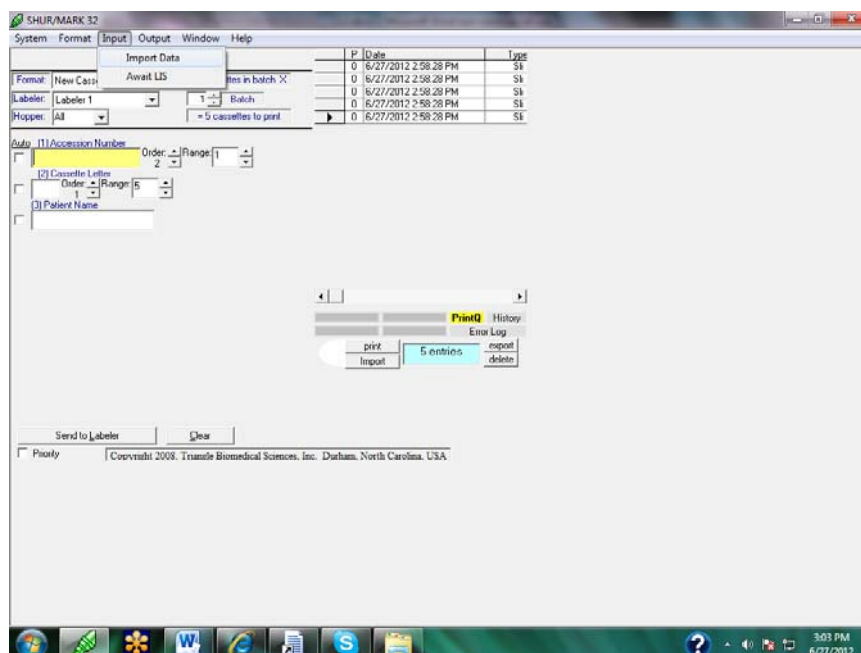 SHUR/MARK 32
System Format Input Output Window Help
Import Data
Await LIS
P Date Type
0 6/27/2012 2:58:28 PM
0 6/27/2012 2:58:28 PM
0 6/27/2012 2:58:28 PM
0 6/27/2012 2:58:28 PM
0 6/27/2012 2:58:28 PM
Format: New Cass
in batch X
Labeler: Labeler 1 1 Batch
Hopper: All = 5 cassettes to print
Auto (1) Accession Number
Order: 2 Range: 1
(2) Cassette Letter
Order: 1 Range: 5
(3) Patient Name
PrintQ History
Error Log
print 5 entries export
Import delete
Send to Labeler Clear
Priority Copyright 2008, Triangle Biomedical Sciences, Inc. Durham, North Carolina, USA
3:03 PM
6/27/2012